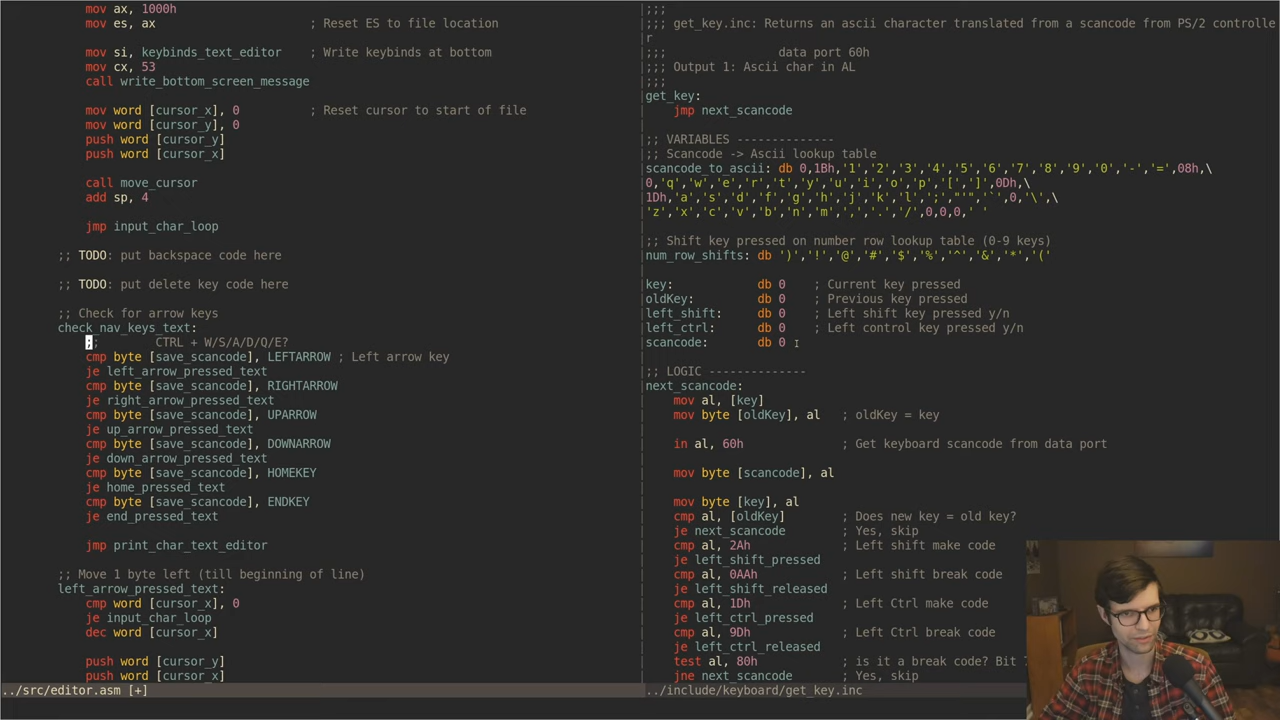 mov ax, 1000h
mov es, ax ; Reset ES to file location
mov si, keybinds_text_editor ; Write keybinds at bottom
mov cx, 53
call write_bottom_screen_message
mov word [cursor_x], 0 ; Reset cursor to start of file
mov word [cursor_y], 0
push word [cursor_y]
push word [cursor_x]
call move_cursor
add sp, 4
jmp input_char_loop
;; TODO: put backspace code here
;; TODO: put delete key code here
;; Check for arrow keys
check_nav_keys_text:
;; CTRL + W/S/A/D/Q/E?
cmp byte [save_scancode], LEFTARROW ; Left arrow key
je left_arrow_pressed_text
cmp byte [save_scancode], RIGHTARROW
je right_arrow_pressed_text
cmp byte [save_scancode], UPARROW
je up_arrow_pressed_text
cmp byte [save_scancode], DOWNARROW
je down_arrow_pressed_text
cmp byte [save_scancode], HOMEKEY
je home_pressed_text
cmp byte [save_scancode], ENDKEY
je end_pressed_text
jmp print_char_text_editor
;; Move 1 byte left (till beginning of line)
left_arrow_pressed_text:
cmp word [cursor_x], 0
je input_char_loop
dec word [cursor_x]
push word [cursor_y]
push word [cursor_x]
../src/editor.asm [+]
;;;
;;; get_key.inc: Returns an ascii character translated from a scancode from PS/2 controlle
r
;;; data port 60h
;;; Output 1: Ascii char in AL
;;;
get_key:
jmp next_scancode
;; VARIABLES --------------
;; Scancode -> Ascii lookup table
scancode_to_ascii: db 0,1Bh,'1','2','3','4','5','6','7','8','9','0','-','=',08h,\
0,'q','w','e','r','t','y','u','i','o','p','[',']',0Dh,\
1Dh,'a','s','d','f','g','h','j','k','l',';',"'",'`',0,'\',\
'z','x','c','v','b','n','m',',','.','/',0,0,0,' '
;; Shift key pressed on number row lookup table (0-9 keys)
num_row_shifts: db ')','!','@','#','$','%','^','&','*','('
key: db 0 ; Current key pressed
oldKey: db 0 ; Previous key pressed
left_shift: db 0 ; Left shift key pressed y/n
left_ctrl: db 0 ; Left control key pressed y/n
scancode: db 0
;; LOGIC --------------
next_scancode:
mov al, [key]
mov byte [oldKey], al ; oldKey = key
in al, 60h ; Get keyboard scancode from data port
mov byte [scancode], al
mov byte [key], al
cmp al, [oldKey] ; Does new key = old key?
je next_scancode ; Yes, skip
cmp al, 2Ah ; Left shift make code
je left_shift_pressed
cmp al, 0AAh ; Left shift break code
je left_shift_released
cmp al, 1Dh ; Left Ctrl make code
je left_ctrl_pressed
cmp al, 9Dh ; Left Ctrl break code
je left_ctrl_released
test al, 80h ; is it a break code? Bit
jne next_scancode ; Yes, skip
../include/keyboard/get_key.inc